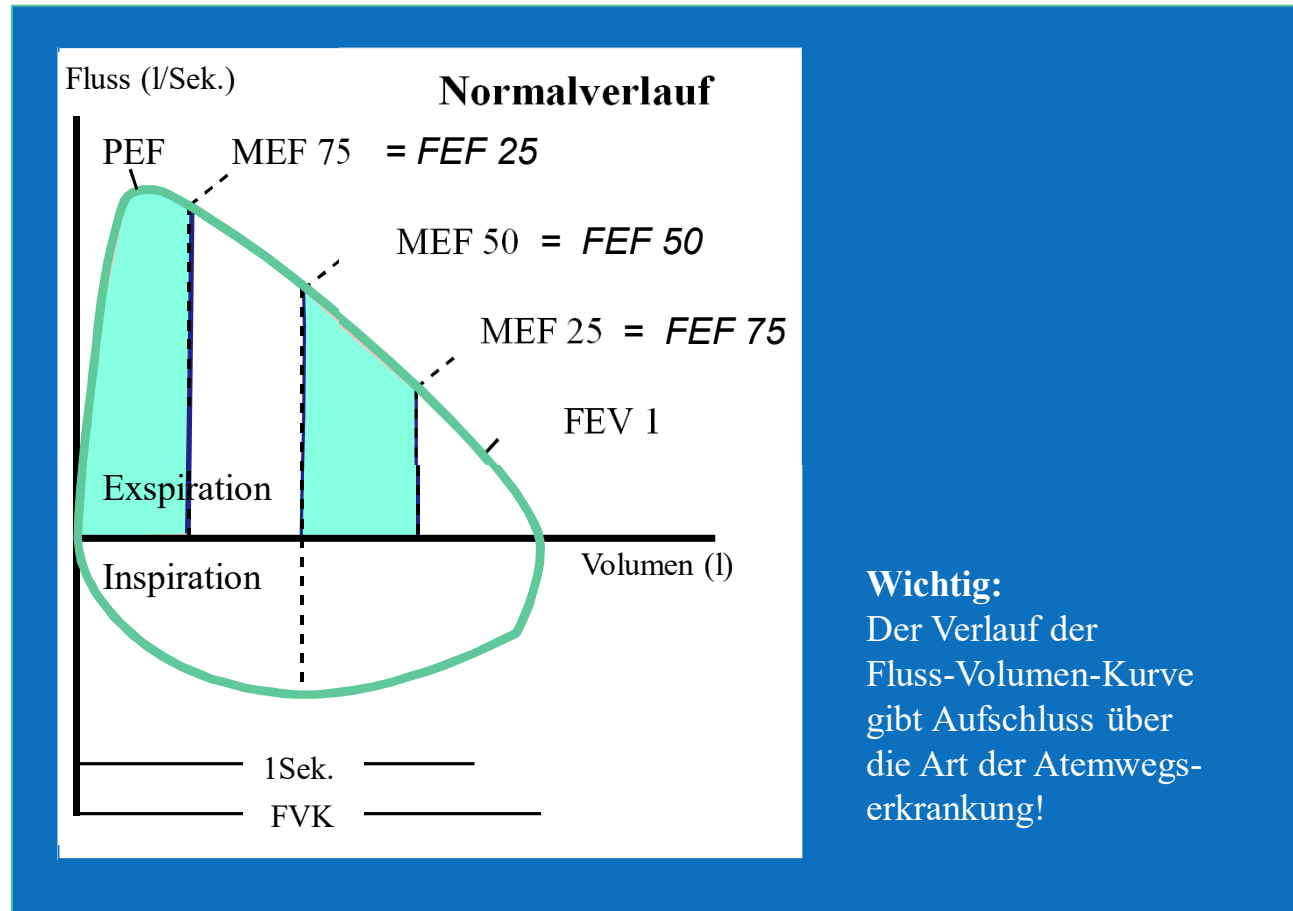 Fluss (l/Sek.)
Normalverlauf
PEF
MEF 75 = FEF 25
MEF 50 = FEF 50
MEF 25 = FEF 75
FEV 1
Exspiration
Volumen (l)
Inspiration
1Sek.
FVK
Wichtig:
Der Verlauf der
Fluss-Volumen-Kurve
gibt Aufschluss über
die Art der Atemwegs-
erkrankung!